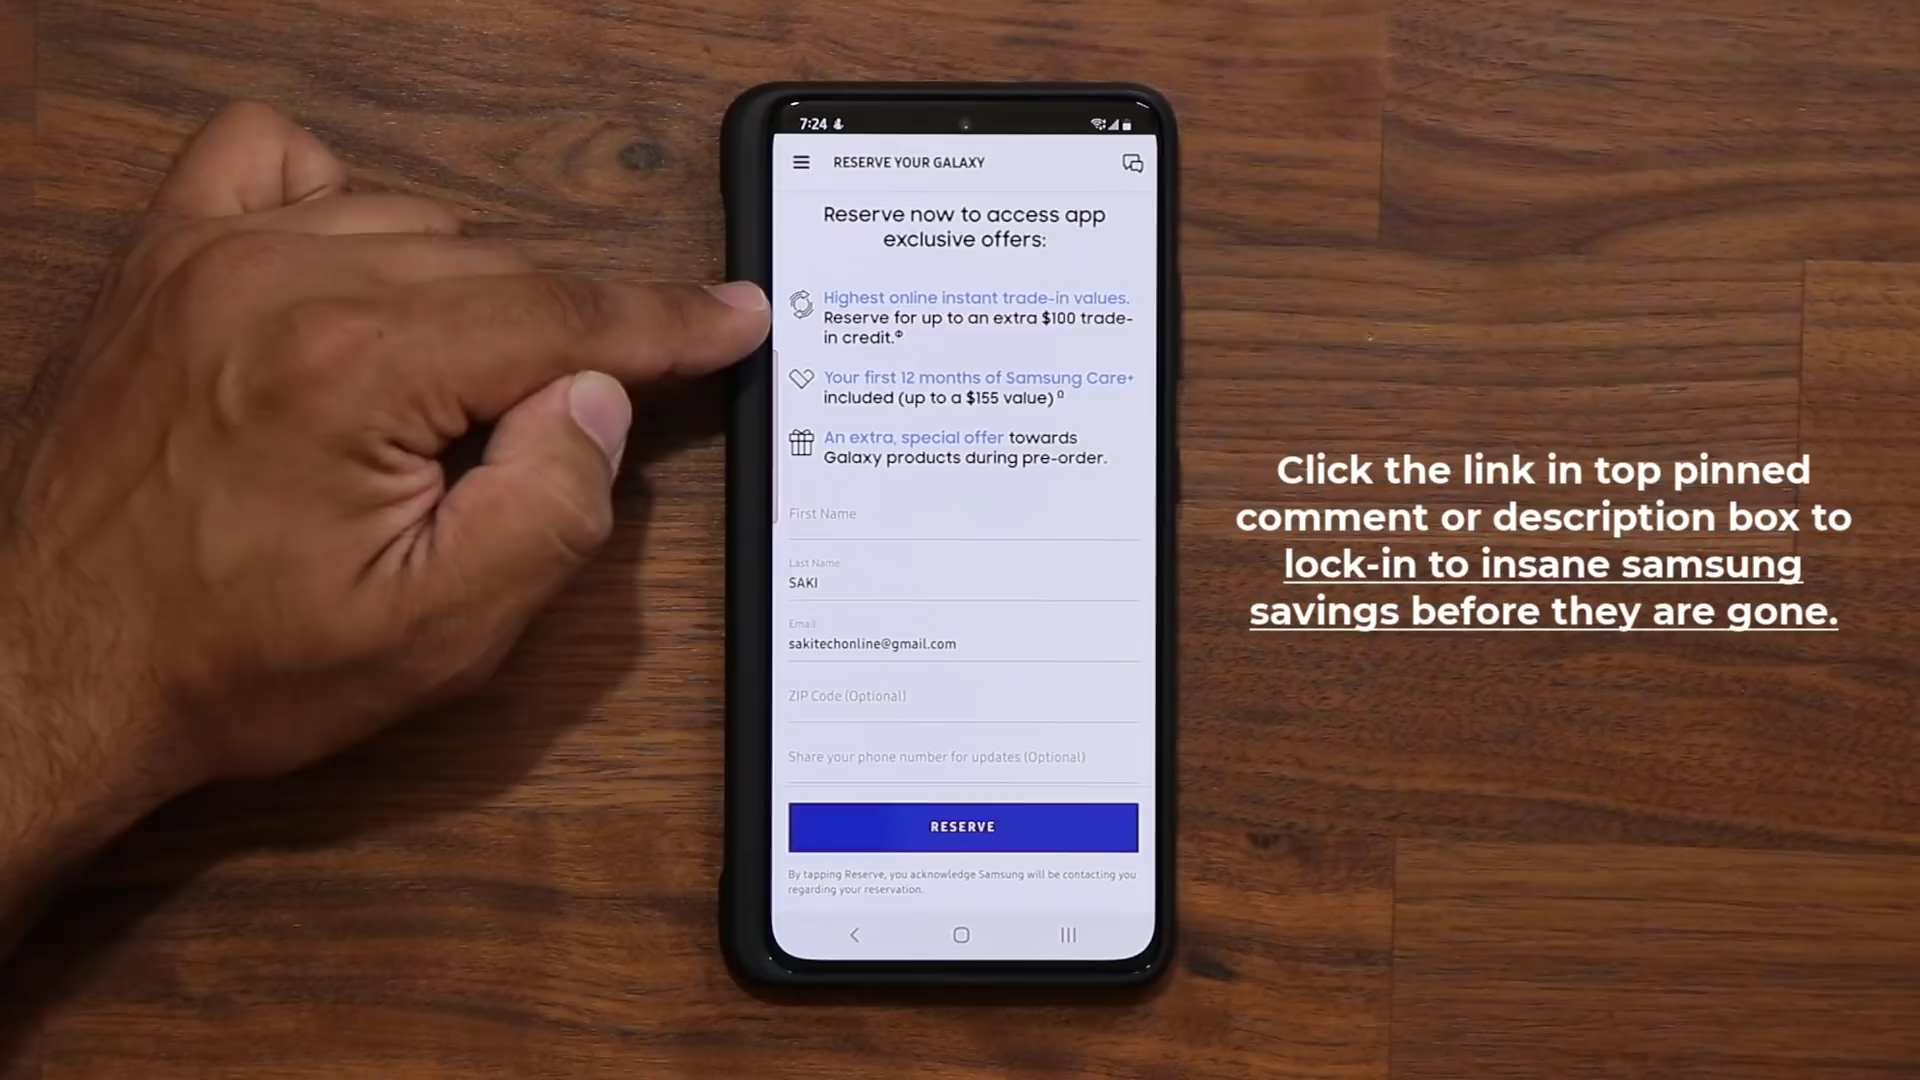 7:24
RESERVE YOUR GALAXY
Reserve now to access app
exclusive offers:
Highest online instant trade-in values.
Reserve for up to an extra $100 trade-
in credit.Φ
Your first 12 months of Samsung Care+
included (up to a $155 value) Ω
An extra, special offer towards
Galaxy products during pre-order.
First Name
Last Name
SAKI
Email
sakitechonline@gmail.com
ZIP Code (Optional)
Share your phone number for updates (Optional)
RESERVE
By tapping Reserve, you acknowledge Samsung will be contacting you
regarding your reservation.
Click the link in top pinned
comment or description box to
lock-in to insane samsung
savings before they are gone.